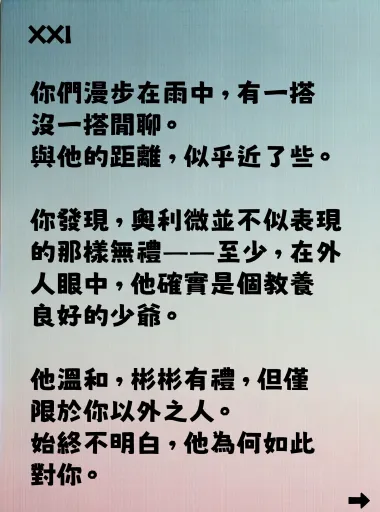 XXI
你們漫步在雨中，有一搭
沒一搭閒聊。
與他的距離，似乎近了些。
你發現，奧利微並不似表現
的那樣無禮——至少，在外
人眼中，他確實是個教養
良好的少爺。
他溫和，彬彬有禮，但僅
限於你以外之人。
始終不明白，他為何如此
對你。